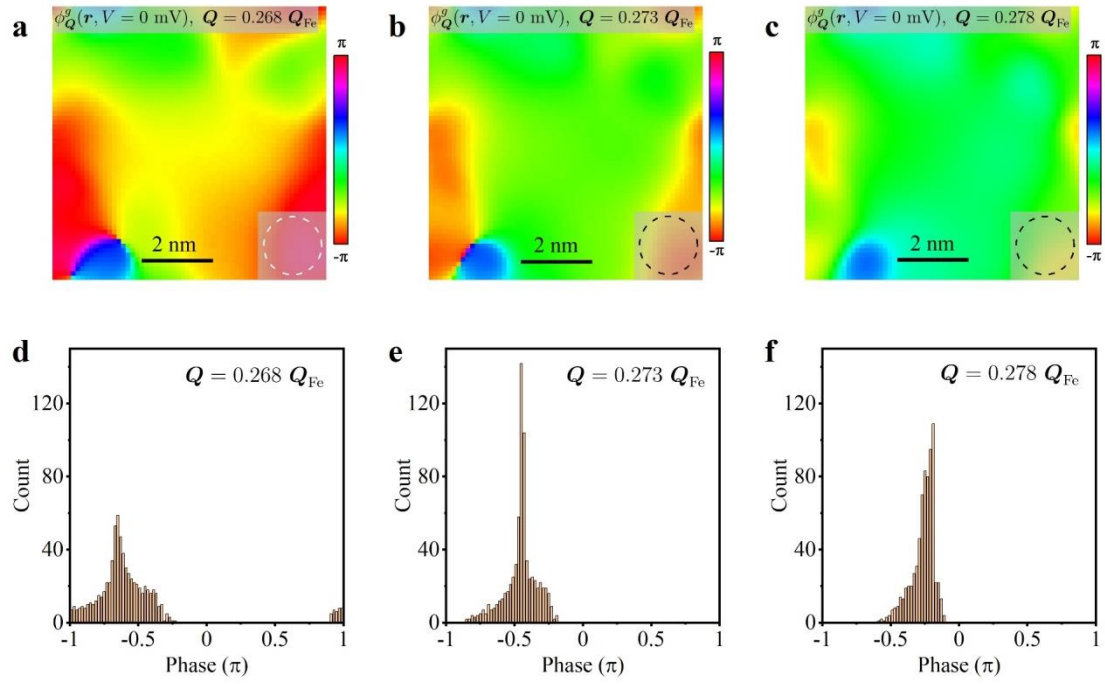 a
ϕ^g_Q(r, V = 0 mV), Q = 0.268 Q_Fe
π
-π
2 nm
b
ϕ^g_Q(r, V = 0 mV), Q = 0.273 Q_Fe
π
-π
2 nm
c
ϕ^g_Q(r, V = 0 mV), Q = 0.278 Q_Fe
π
-π
2 nm
d
Q = 0.268 Q_Fe
Count
120
80
40
0
-1
-0.5
0
0.5
1
Phase (π)
e
Q = 0.273 Q_Fe
Count
120
80
40
0
-1
-0.5
0
0.5
1
Phase (π)
f
Q = 0.278 Q_Fe
Count
120
80
40
0
-1
-0.5
0
0.5
1
Phase (π)